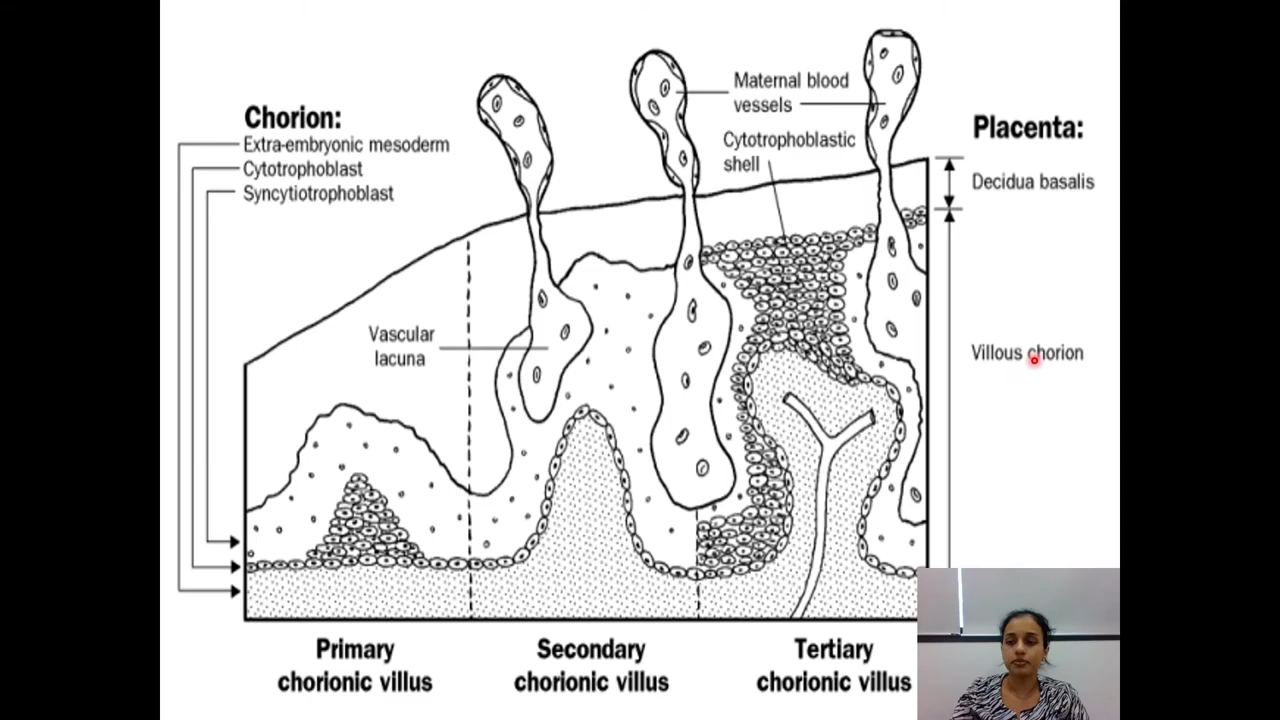 Chorion:
Extra-embryonic mesoderm
Cytotrophoblast
Syncytiotrophoblast
Maternal blood
vessels
Cytotrophoblastic
shell
Placenta:
Decidua basalis
Vascular
lacuna
Villous chorion
Primary
chorionic villus
Secondary
chorionic villus
Tertiary
chorionic villus